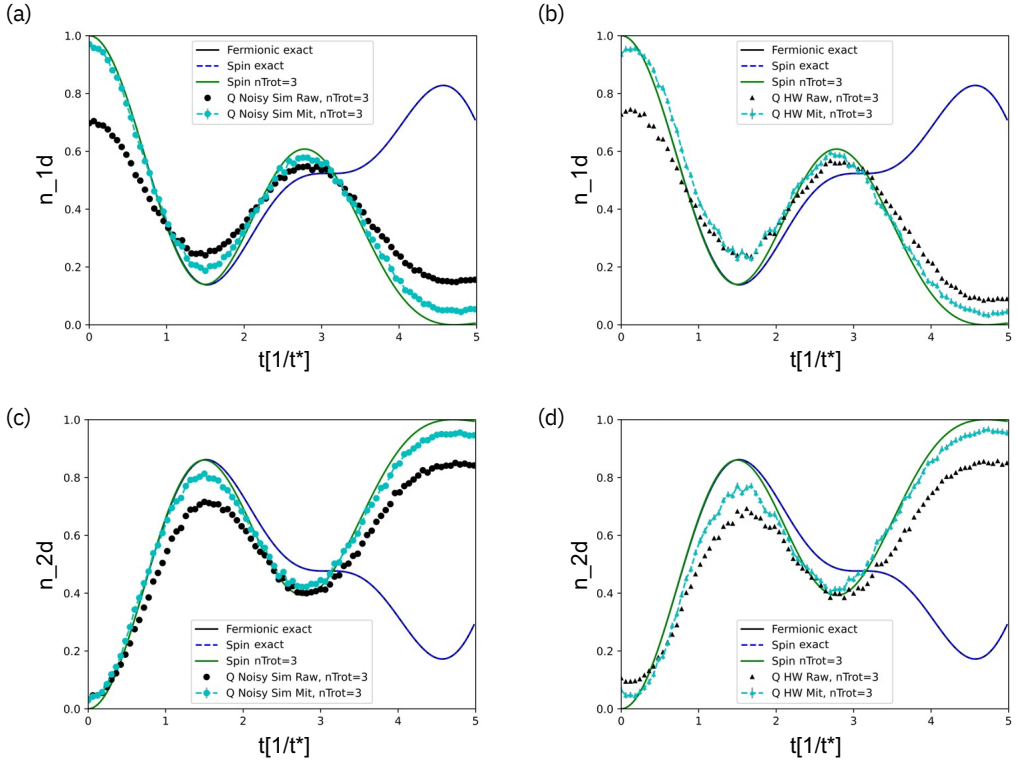 (a)
1.0
0.8
0.6
0.4
0.2
0.0
n_1d
Fermionic exact
Spin exact
Spin nTrot=3
Q Noisy Sim Raw, nTrot=3
Q Noisy Sim Mit, nTrot=3
0 1 2 3 4 5
t[1/t*]
(b)
1.0
0.8
0.6
0.4
0.2
0.0
n_1d
Fermionic exact
Spin exact
Spin nTrot=3
Q HW Raw, nTrot=3
Q HW Mit, nTrot=3
0 1 2 3 4 5
t[1/t*]
(c)
1.0
0.8
0.6
0.4
0.2
0.0
n_2d
Fermionic exact
Spin exact
Spin nTrot=3
Q Noisy Sim Raw, nTrot=3
Q Noisy Sim Mit, nTrot=3
0 1 2 3 4 5
t[1/t*]
(d)
1.0
0.8
0.6
0.4
0.2
0.0
n_2d
Fermionic exact
Spin exact
Spin nTrot=3
Q HW Raw, nTrot=3
Q HW Mit, nTrot=3
0 1 2 3 4 5
t[1/t*]